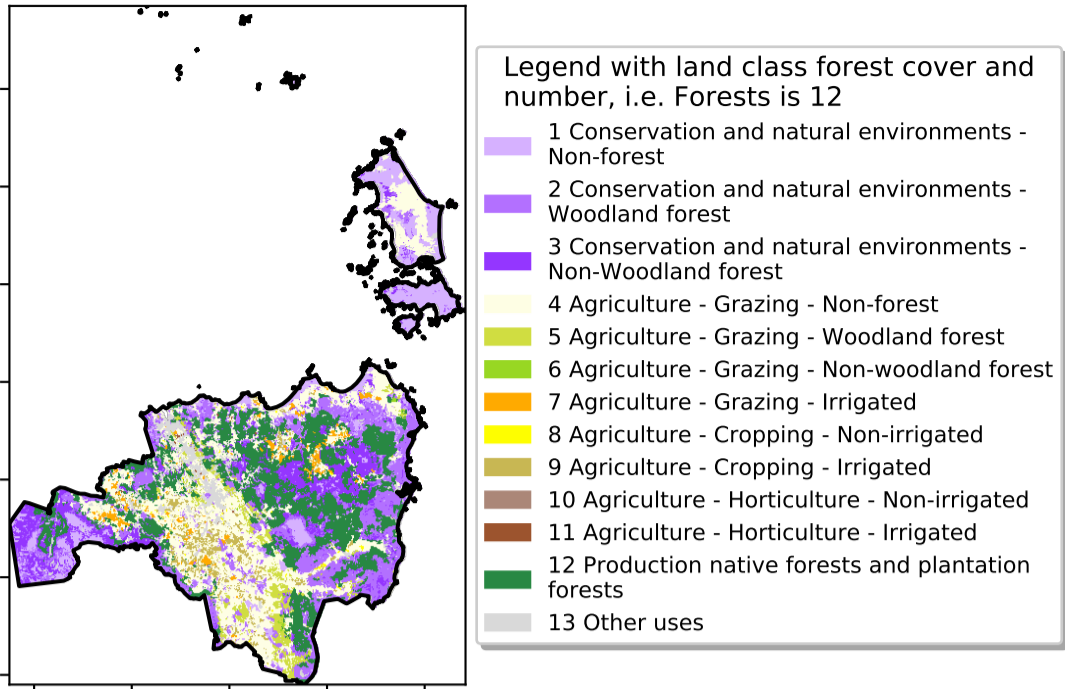 Legend with land class forest cover and
number, i.e. Forests is 12
1 Conservation and natural environments -
Non-forest
2 Conservation and natural environments -
Woodland forest
3 Conservation and natural environments -
Non-Woodland forest
4 Agriculture - Grazing - Non-forest
5 Agriculture - Grazing - Woodland forest
6 Agriculture - Grazing - Non-woodland forest
7 Agriculture - Grazing - Irrigated
8 Agriculture - Cropping - Non-irrigated
9 Agriculture - Cropping - Irrigated
10 Agriculture - Horticulture - Non-irrigated
11 Agriculture - Horticulture - Irrigated
12 Production native forests and plantation
forests
13 Other uses